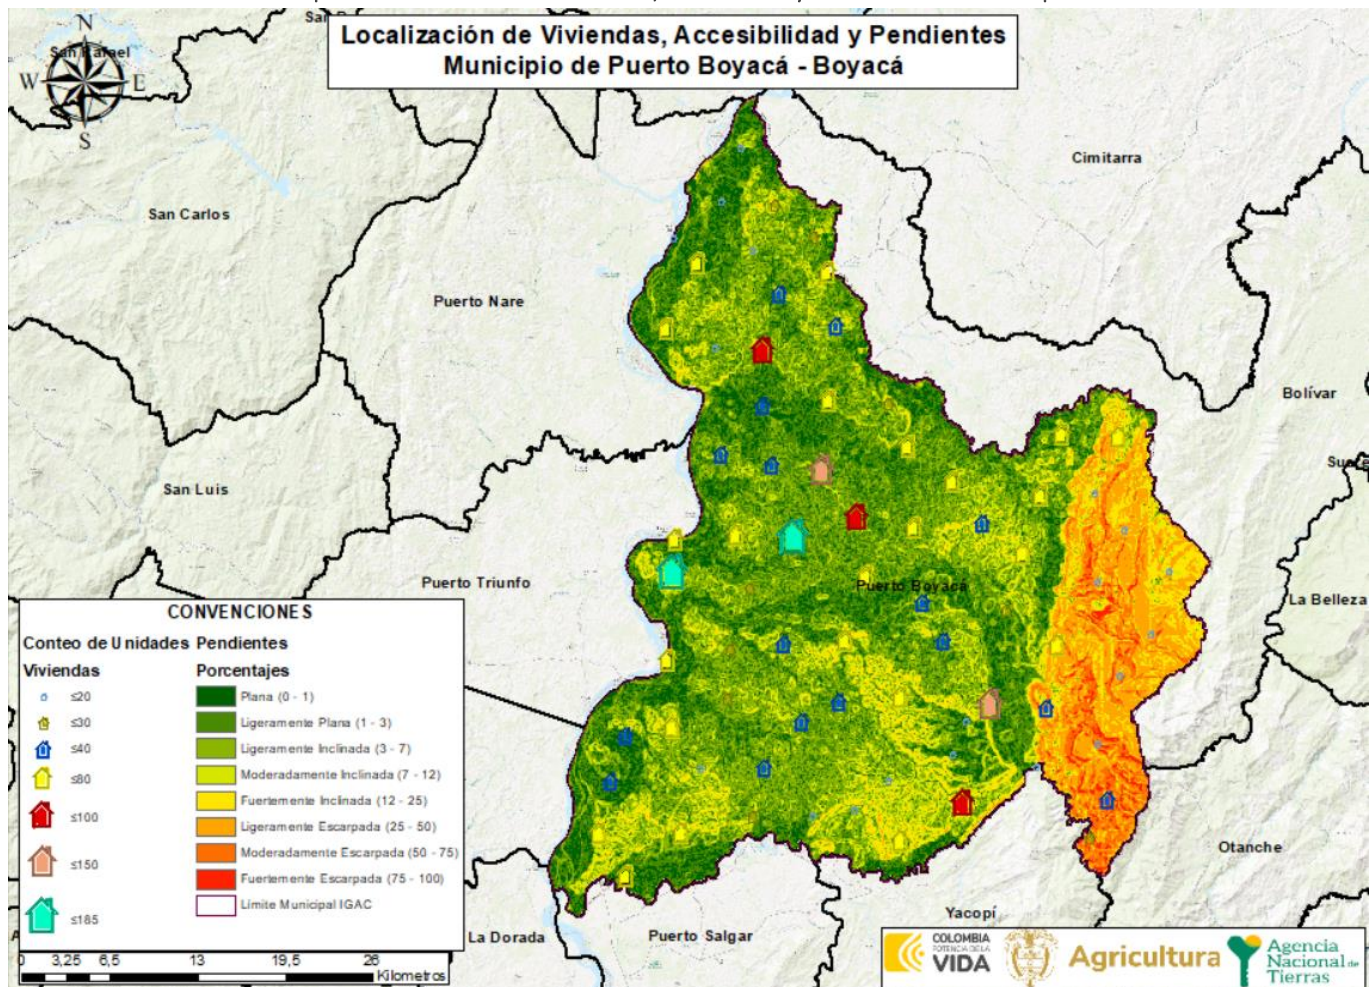 Localización de Viviendas, Accesibilidad y Pendientes
Municipio de Puerto Boyacá - Boyacá
N
W
E
S
San Rafael
San Carlos
Cimitarra
Puerto Nare
Bolívar
San Luis
Puerto Triunfo
Puerto Boyacá
La Belleza
Otanche
Yacopí
La Dorada
Puerto Salgar
CONVENCIONES
Conteo de Unidades
Viviendas
≤20
≤30
≤40
≤80
≤100
≤150
≤185
Pendientes
Porcentajes
Plana (0 - 1)
Ligeramente Plana (1 - 3)
Ligeramente Inclinada (3 - 7)
Moderadamente Inclinada (7 - 12)
Fuertemente Inclinada (12 - 25)
Ligeramente Escarpada (25 - 50)
Moderadamente Escarpada (50 - 75)
Fuertemente Escarpada (75 - 100)
Límite Municipal IGAC
0 3,25 6,5 13 19,5 26
Kilometros
COLOMBIA
POTENCIA DE LA
VIDA
Agricultura
Agencia
Nacional de
Tierras